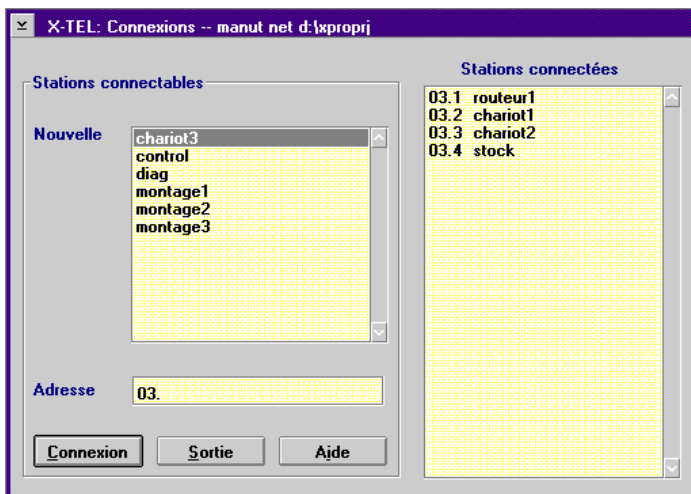 X-TEL: Connexions -- manut net d:\xproprj
Stations connectables
Nouvelle
chariot3
control
diag
montage1
montage2
montage3
Adresse
03.
Connexion
Sortie
Aide
Stations connectées
03.1 routeur1
03.2 chariot1
03.3 chariot2
03.4 stock